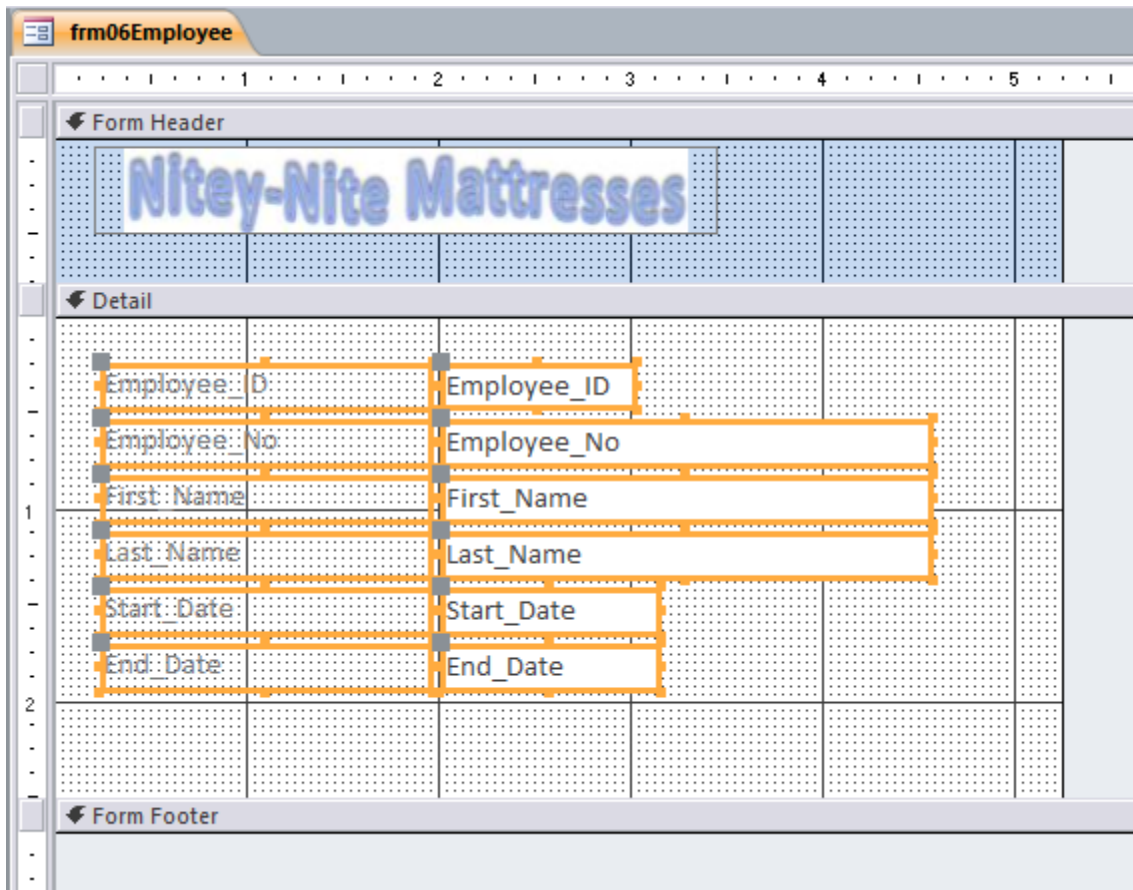 frm06Employee
1 2 3 4 5
Form Header
Nitey-Nite Mattresses
Detail
Employee_ID Employee_ID
Employee_No Employee_No
First_Name First_Name
1
Last_Name Last_Name
Start_Date Start_Date
End_Date End_Date
2
Form Footer